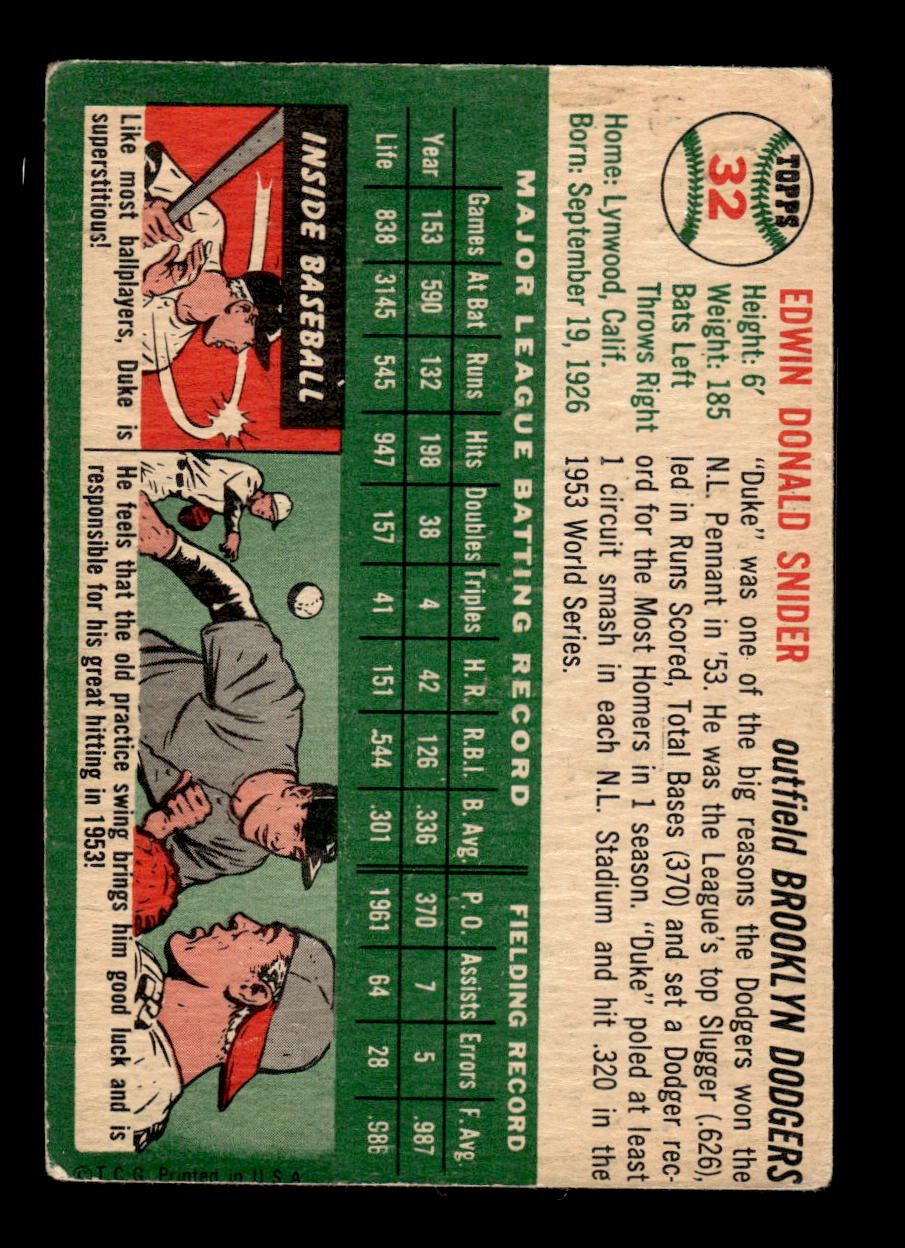 TOPPS
32
EDWIN DONALD SNIDER
outfield BROOKLYN DODGERS
Height: 6'
Weight: 185
Bats Left
Throws Right
Home: Lynwood, Calif.
Born: September 19, 1926
"Duke" was one of the big reasons the Dodgers won the
N.L. Pennant in '53. He was the League's top Slugger (.626),
led in Runs Scored, Total Bases (370) and set a Dodger rec-
ord for the Most Homers in 1 season. "Duke" poled at least
1 circuit smash in each N.L. Stadium and hit .320 in the
1953 World Series.
MAJOR LEAGUE BATTING RECORD FIELDING RECORD
Games At Bat Runs Hits Doubles Triples H. R. R.B.I. B. Avg. P. O. Assists Errors F. Avg.
Year 153 590 132 198 38 4 42 126 .336 370 7 5 .987
Life 838 3145 545 947 157 41 151 544 .301 1961 64 28 .986
INSIDE BASEBALL
Like most ballplayers, Duke is
superstitious!
He feels that the old practice swing brings him good luck and is
responsible for his great hitting in 1953!
©T.C.G. Printed in U.S.A.